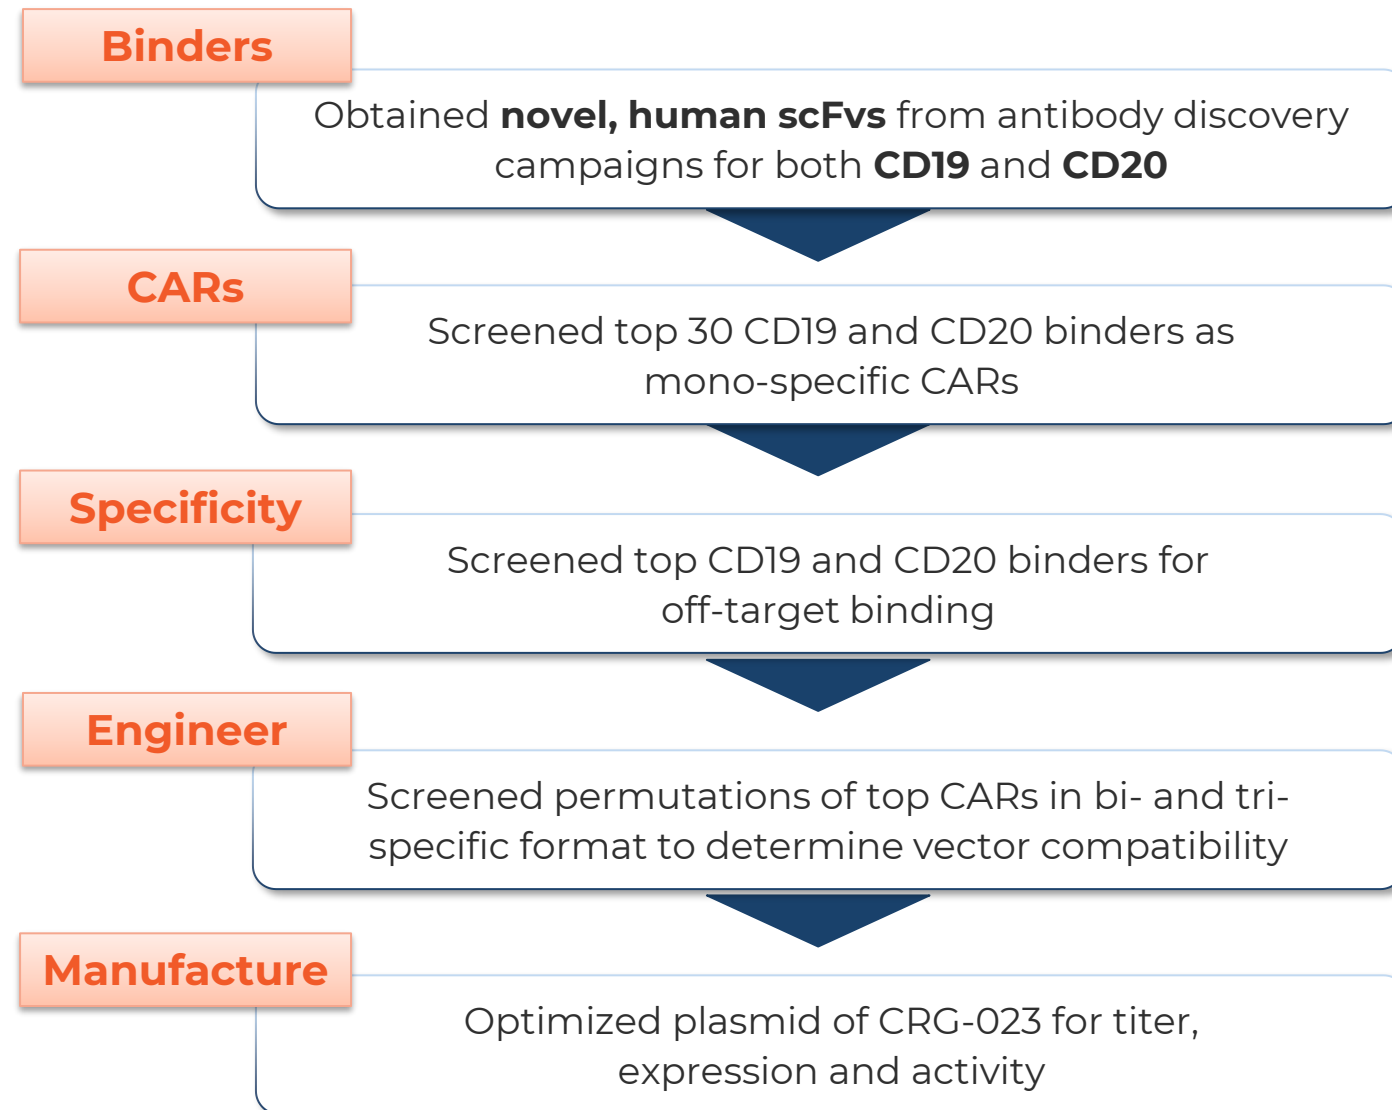 Binders
Obtained novel, human scFvs from antibody discovery
campaigns for both CD19 and CD20
CARs
Screened top 30 CD19 and CD20 binders as
mono-specific CARs
Specificity
Screened top CD19 and CD20 binders for
off-target binding
Engineer
Screened permutations of top CARs in bi- and tri-
specific format to determine vector compatibility
Manufacture
Optimized plasmid of CRG-023 for titer,
expression and activity